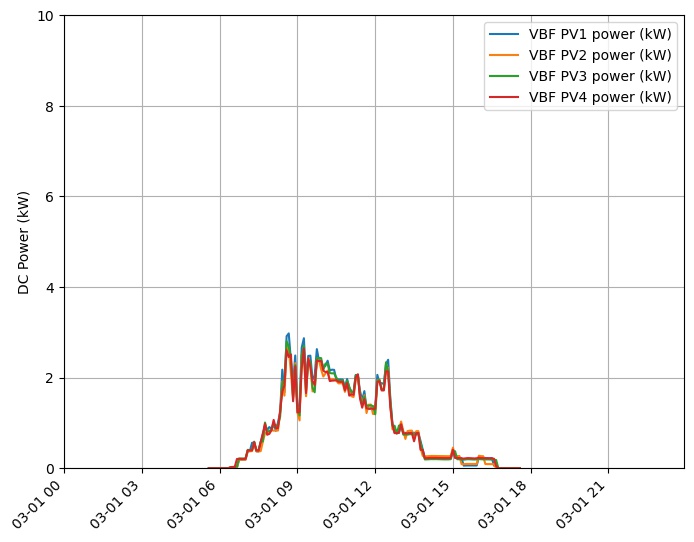 10
8
6
4
2
0
DC Power (kW)
VBF PV1 power (kW)
VBF PV2 power (kW)
VBF PV3 power (kW)
VBF PV4 power (kW)
03-01 00
03-01 03
03-01 06
03-01 09
03-01 12
03-01 15
03-01 18
03-01 21